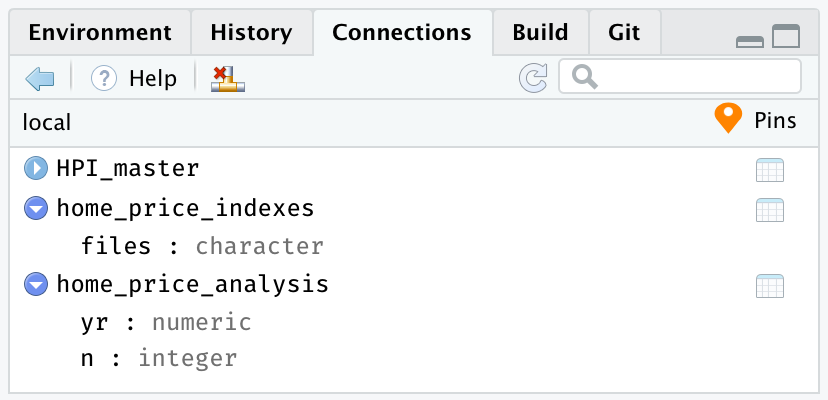 Environment History Connections Build Git
? Help
local Pins
HPI_master
home_price_indexes
files : character
home_price_analysis
yr : numeric
n : integer